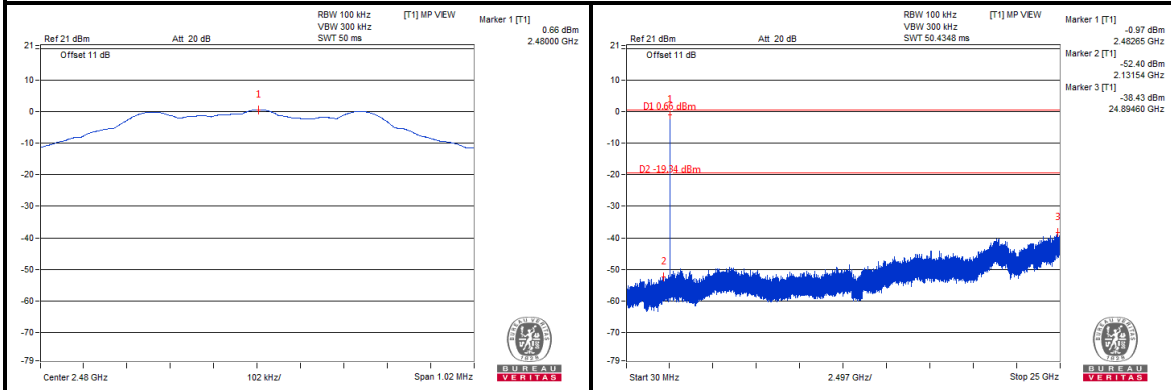 RBW 100 kHz
[T1] MP VIEW
VBW 300 kHz
Ref 21 dBm
Att 20 dB
SWT 50 ms
Marker 1 [T1]
0.66 dBm
2.48000 GHz
21
Offset 11 dB
10
0
-10
-20
-30
-40
-50
-60
-70
-79
1
Center 2.48 GHz
102 kHz/
Span 1.02 MHz
BUREAU VERITAS
1828
BUREAU
VERITAS
RBW 100 kHz
[T1] MP VIEW
VBW 300 kHz
Ref 21 dBm
Att 20 dB
SWT 50.4348 ms
Marker 1 [T1]
-0.97 dBm
2.48265 GHz
Marker 2 [T1]
-52.40 dBm
2.13154 GHz
Marker 3 [T1]
-38.43 dBm
24.89460 GHz
21
Offset 11 dB
10
0
-10
-20
-30
-40
-50
-60
-70
-79
1
D1 0.66 dBm
D2 -19.34 dBm
2
3
Start 30 MHz
2.497 GHz/
Stop 25 GHz
BUREAU VERITAS
1828
BUREAU
VERITAS